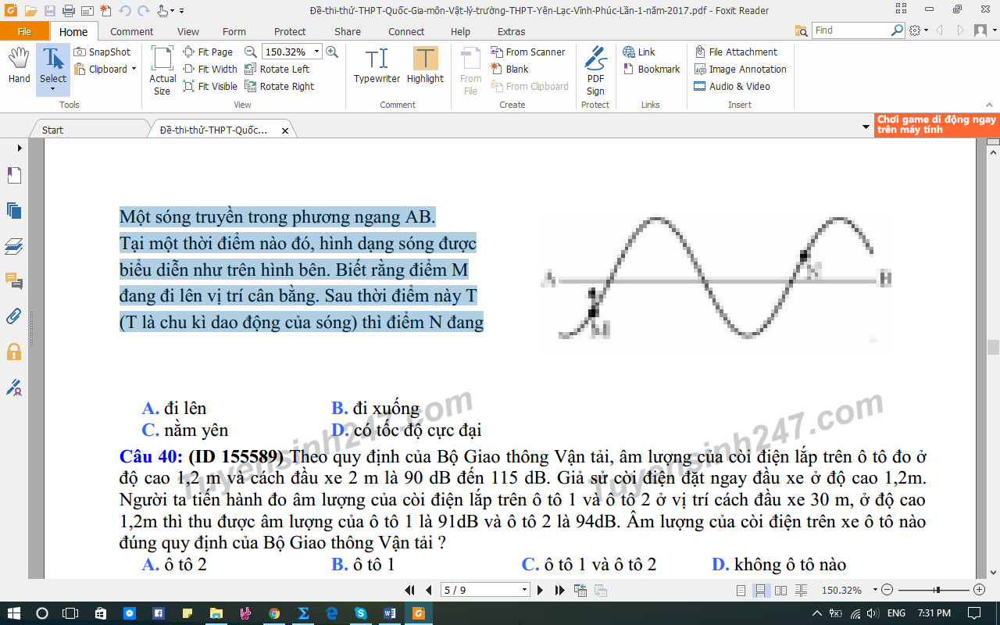 Đề-thi-thử-THPT-Quốc-Gia-môn-Vật-lý-trường-THPT-Yên-Lạc-Vĩnh-Phúc-Lần-1-năm-2017.pdf - Foxit Reader
File Home Comment View Form Protect Share Connect Help Extras Find
Hand Select SnapShot Clipboard Actual Size Fit Page Fit Width Fit Visible 150.32% Rotate Left Rotate Right Typewriter Highlight From File From Scanner Blank From Clipboard PDF Sign Link Bookmark File Attachment Image Annotation Audio & Video
Tools View Comment Create Protect Links Insert
Start Đề-thi-thử-THPT-Quốc... Chơi game di động ngay
trên máy tính
Một sóng truyền trong phương ngang AB.
Tại một thời điểm nào đó, hình dạng sóng được
biểu diễn như trên hình bên. Biết rằng điểm M
đang đi lên vị trí cân bằng. Sau thời điểm này T
(T là chu kì dao động của sóng) thì điểm N đang
A B
M N
A. đi lên B. đi xuống
C. nằm yên D. có tốc độ cực đại
Câu 40: (ID 155589) Theo quy định của Bộ Giao thông Vận tải, âm lượng của còi điện lắp trên ô tô đo ở
độ cao 1,2 m và cách đầu xe 2 m là 90 dB đến 115 dB. Giả sử còi điện đặt ngay đầu xe ở độ cao 1,2m.
Người ta tiến hành đo âm lượng của còi điện lắp trên ô tô 1 và ô tô 2 ở vị trí cách đầu xe 30 m, ở độ cao
1,2m thì thu được âm lượng của ô tô 1 là 91dB và ô tô 2 là 94dB. Âm lượng của còi điện trên xe ô tô nào
đúng quy định của Bộ Giao thông Vận tải ?
A. ô tô 2 B. ô tô 1 C. ô tô 1 và ô tô 2 D. không ô tô nào
Tuyensinh247.com Tuyensinh247.com
5 / 9 150.32%
ENG 7:31 PM